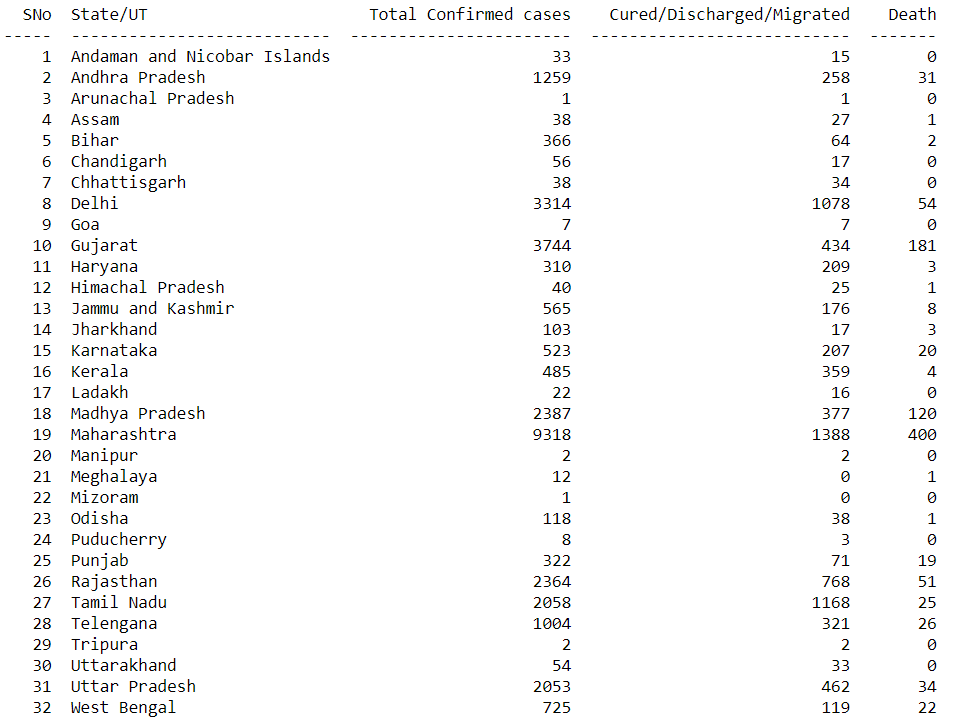 SNo State/UT Total Confirmed cases Cured/Discharged/Migrated Death
----- --------------------------- ----------------------- --------------------------- -------
1 Andaman and Nicobar Islands 33 15 0
2 Andhra Pradesh 1259 258 31
3 Arunachal Pradesh 1 1 0
4 Assam 38 27 1
5 Bihar 366 64 2
6 Chandigarh 56 17 0
7 Chhattisgarh 38 34 0
8 Delhi 3314 1078 54
9 Goa 7 7 0
10 Gujarat 3744 434 181
11 Haryana 310 209 3
12 Himachal Pradesh 40 25 1
13 Jammu and Kashmir 565 176 8
14 Jharkhand 103 17 3
15 Karnataka 523 207 20
16 Kerala 485 359 4
17 Ladakh 22 16 0
18 Madhya Pradesh 2387 377 120
19 Maharashtra 9318 1388 400
20 Manipur 2 2 0
21 Meghalaya 12 0 1
22 Mizoram 1 0 0
23 Odisha 118 38 1
24 Puducherry 8 3 0
25 Punjab 322 71 19
26 Rajasthan 2364 768 51
27 Tamil Nadu 2058 1168 25
28 Telengana 1004 321 26
29 Tripura 2 2 0
30 Uttarakhand 54 33 0
31 Uttar Pradesh 2053 462 34
32 West Bengal 725 119 22